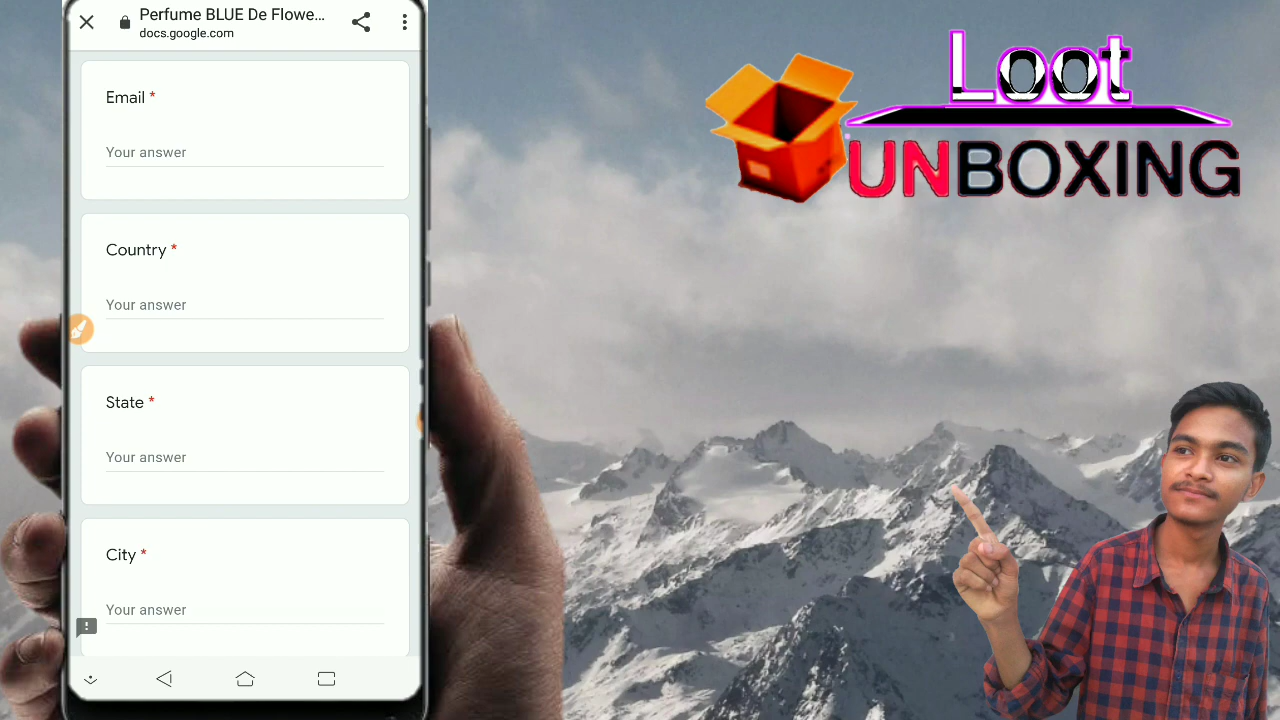 Perfume BLUE De Flowe...
docs.google.com
Email *
Your answer
Country *
Your answer
State *
Your answer
City *
Your answer
Loot
UNBOXING